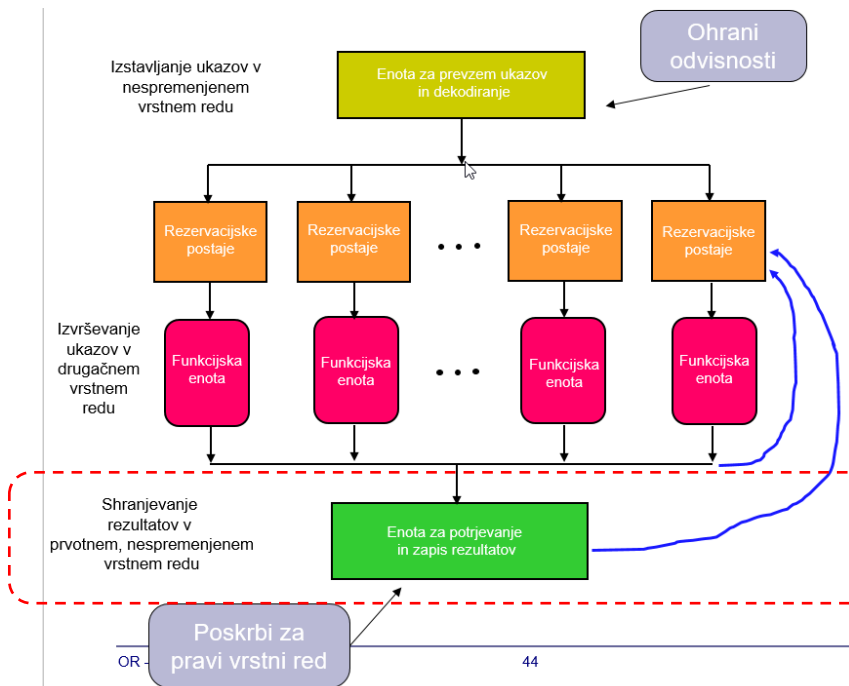 Ohrani
odvisnosti
Izstavljanje ukazov v
nespremenjenem
vrstnem redu
Enota za prevzem ukazov
in dekodiranje
Rezervacijske
postaje
Rezervacijske
postaje
Rezervacijske
postaje
Rezervacijske
postaje
Izvrševanje
ukazov v
drugačnem
vrstnem
redu
Funkcijska
enota
Funkcijska
enota
Funkcijska
enota
Funkcijska
enota
Shranjevanje
rezultatov v
prvotnem, nespremenjenem
vrstnem redu
Enota za potrjevanje
in zapis rezultatov
Poskrbi za
pravi vrstni red
OR -
44